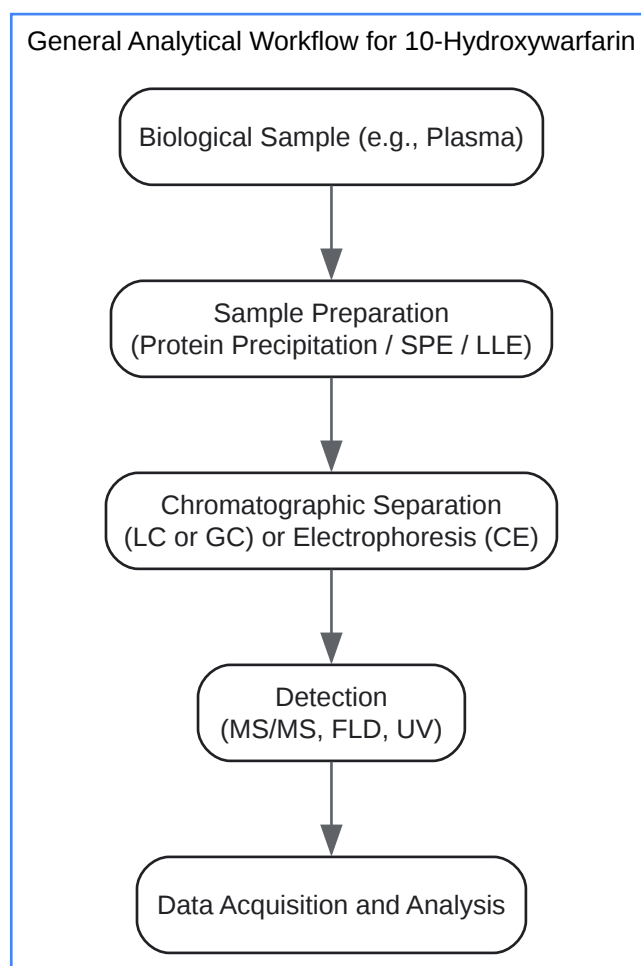 General Analytical Workflow for 10-Hydroxywarfarin
Biological Sample (e.g., Plasma)
Sample Preparation
(Protein Precipitation / SPE / LLE)
Chromatographic Separation
(LC or GC) or Electrophoresis (CE)
Detection
(MS/MS, FLD, UV)
Data Acquisition and Analysis